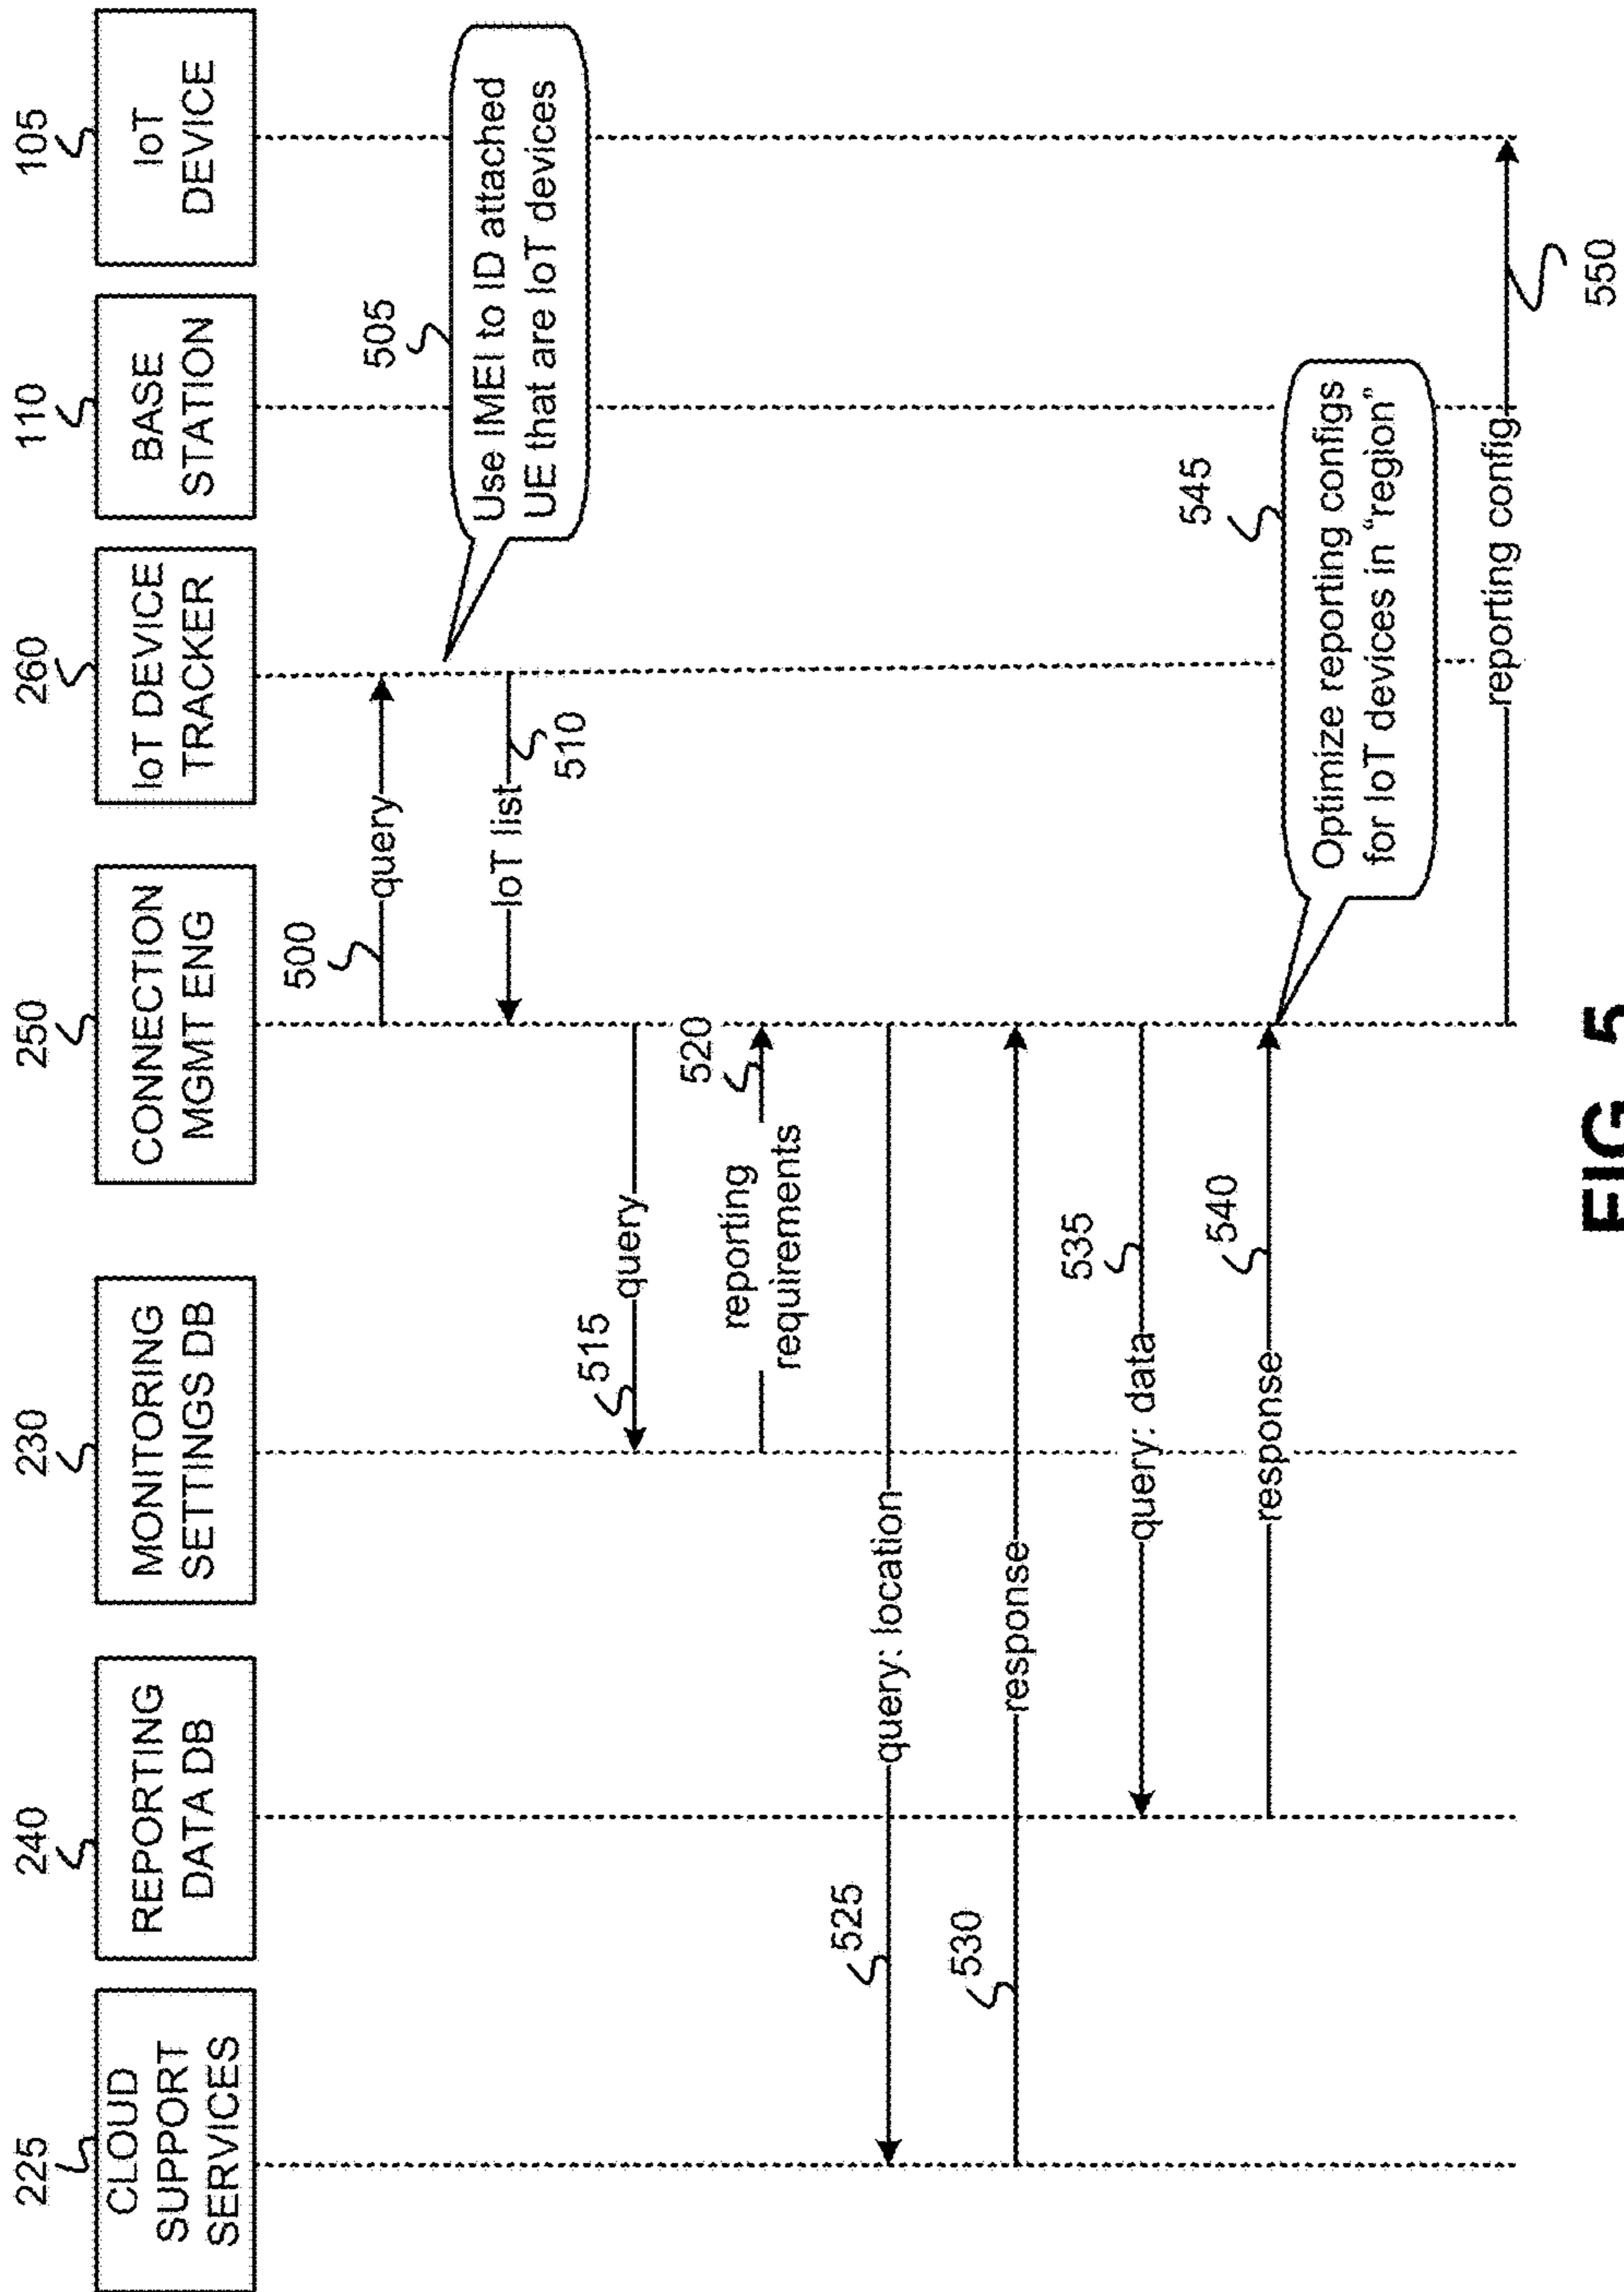 225
CLOUD
SUPPORT
SERVICES
240
REPORTING
DATA DB
230
MONITORING
SETTINGS DB
250
CONNECTION
MGMT ENG
260
IoT DEVICE
TRACKER
110
BASE
STATION
105
IoT
DEVICE
500
query
505
Use IMEI to ID attached
UE that are IoT devices
IoT list
510
515
query
520
reporting
requirements
525
query: location
530
response
535
query: data
540
response
545
Optimize reporting configs
for IoT devices in “region”
reporting config
550
FIG. 5